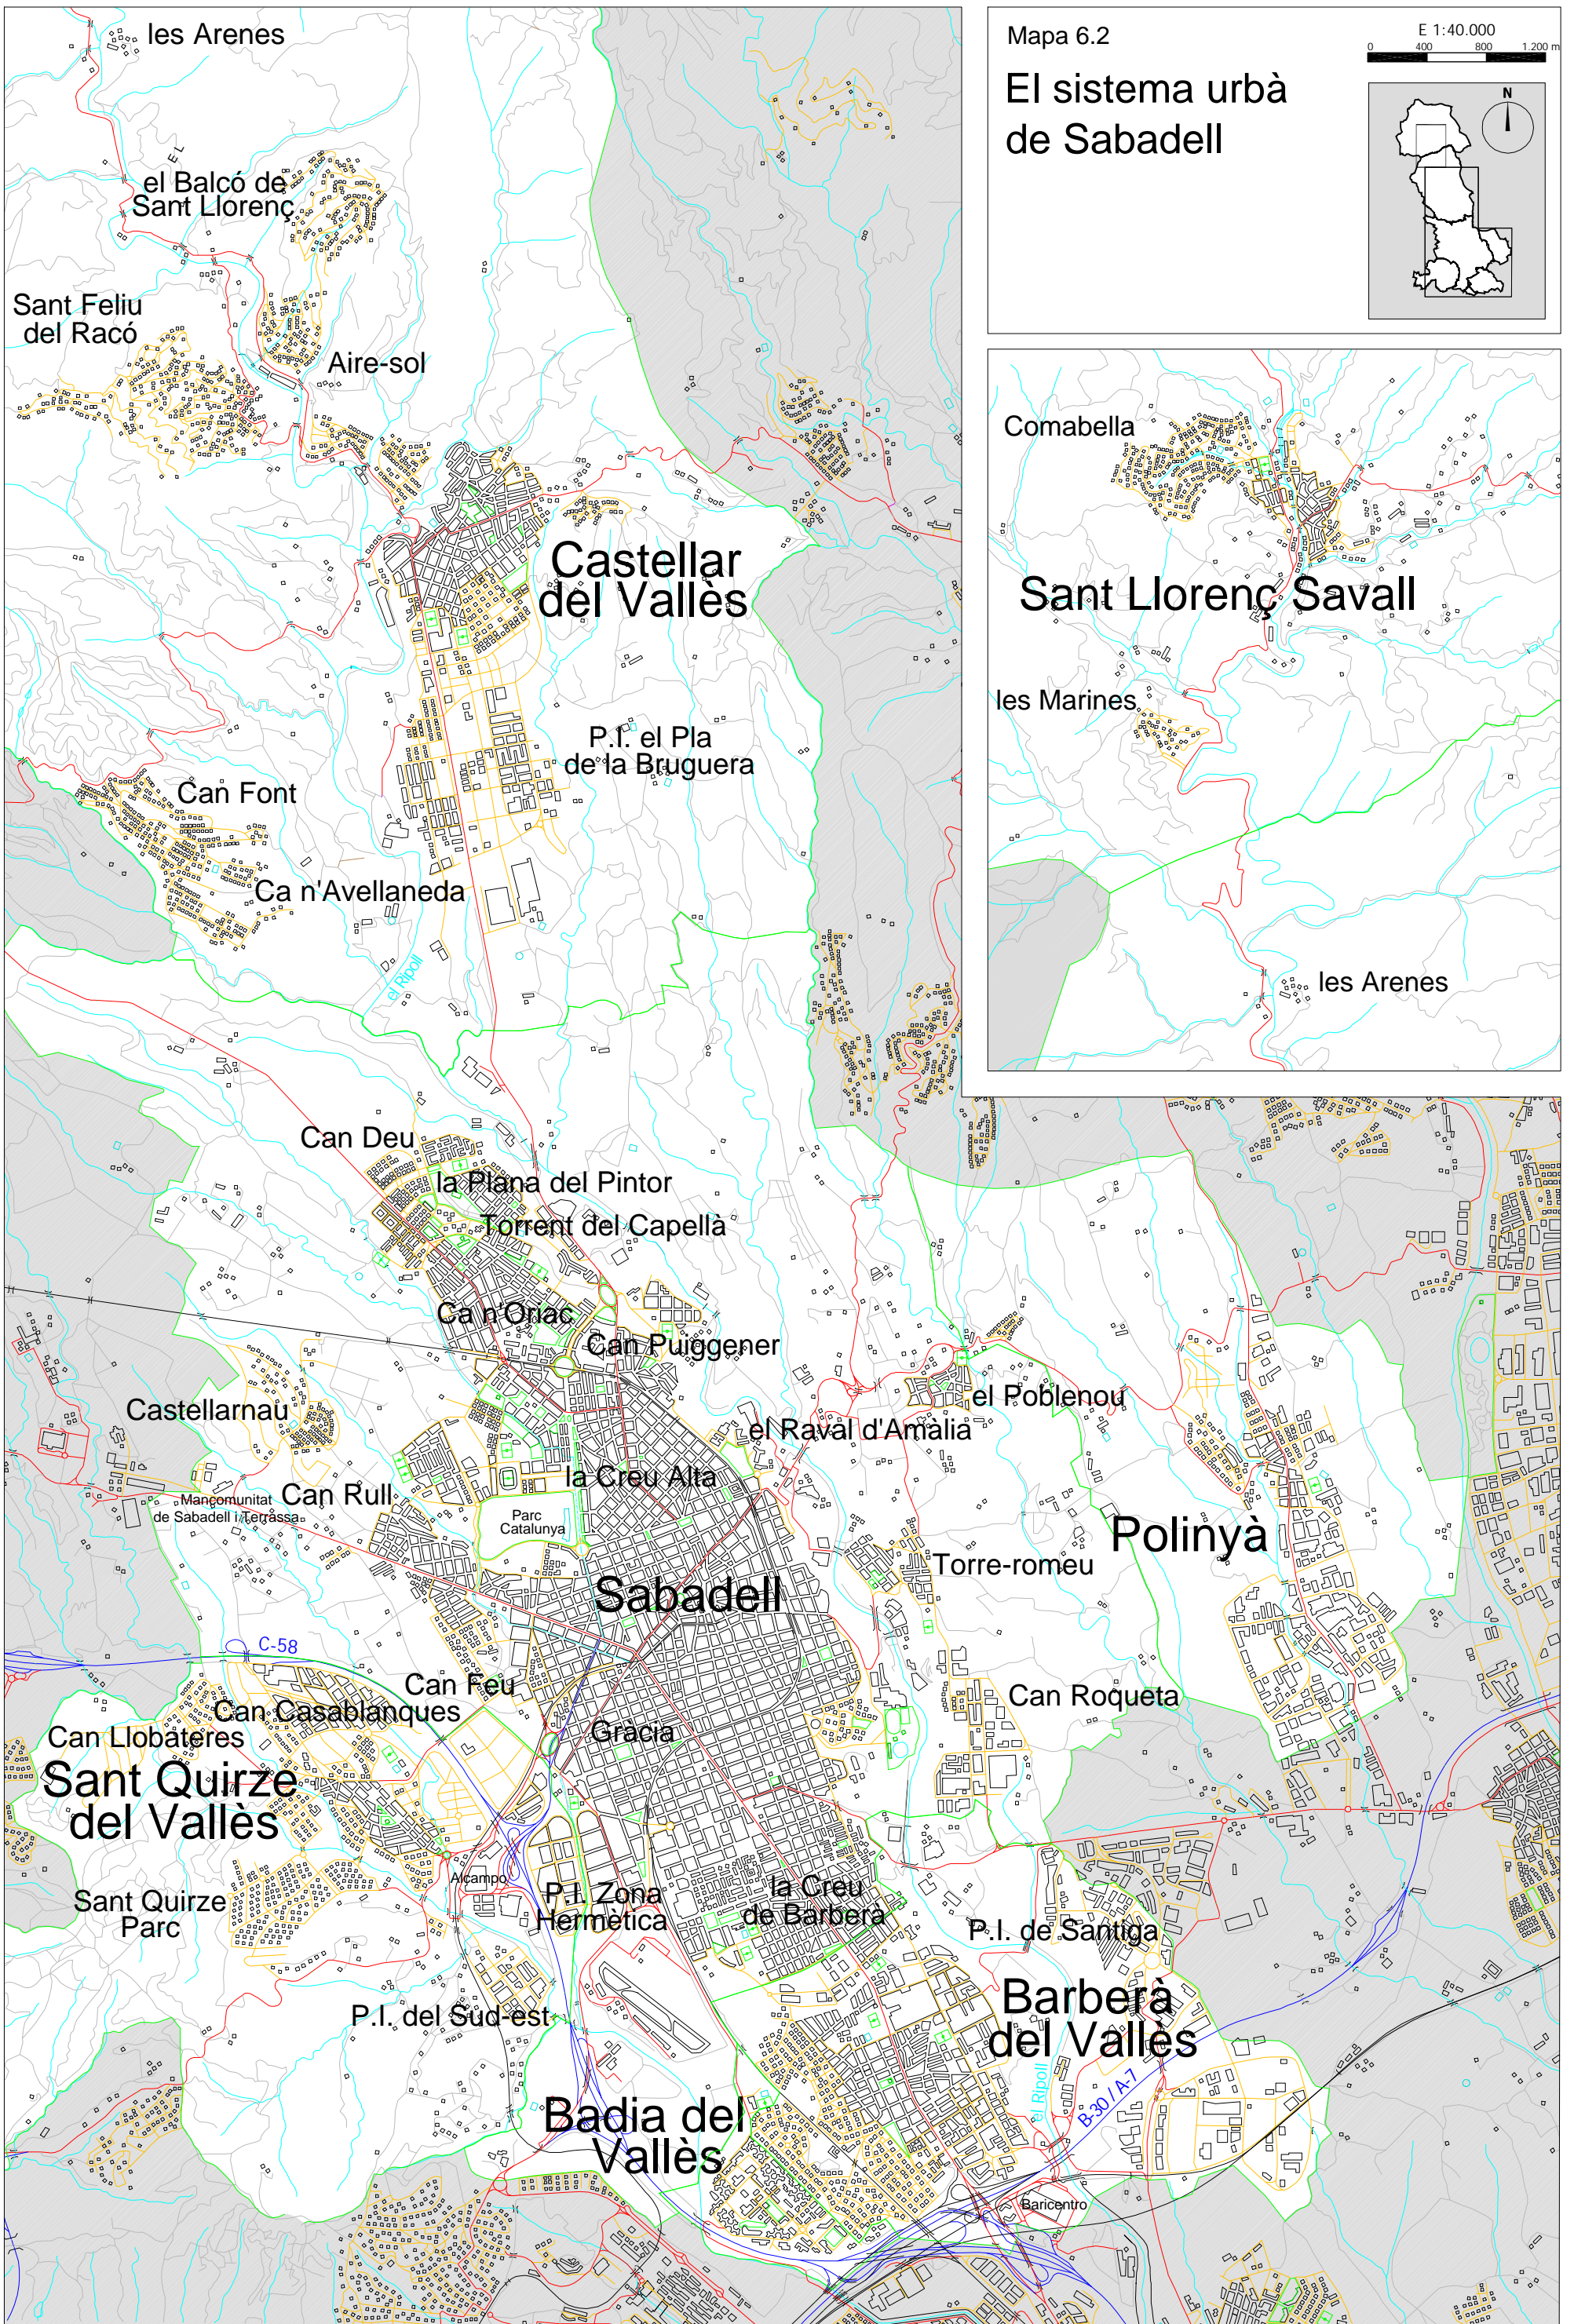 Mapa 6.2
El sistema urbà
de Sabadell
E 1:40.000
0 400 800 1.200 m
N
les Arenes
EL
el Balcó de
Sant Llorenç
Sant Feliu
del Racó
Aire-sol
Castellar
del Vallès
P.I. el Pla
de la Bruguera
Can Font
Ca n'Avellaneda
el Ripoll
Comabella
Sant Llorenç Savall
les Marines
les Arenes
Can Deu
la Plana del Pintor
Torrent del Capellà
Ca n'Oriac
Can Puiggener
Castellarnau
el Poblenou
el Raval d'Amàlia
la Creu Alta
Mancomunitat
de Sabadell i Terrassa
Can Rull
Parc
Catalunya
Polinyà
Torre-romeu
Sabadell
C-58
Can Feu
Can Roqueta
Can Casablanques
Can Llobateres
Gràcia
Sant Quirze
del Vallès
Alcampo
Sant Quirze
Parc
P.I. Zona
Hermètica
la Creu
de Barberà
P.I. de Santiga
P.I. del Sud-est
Barberà
del Vallès
el Ripoll
B-30 / A-7
Badia del
Vallès
Baricentro